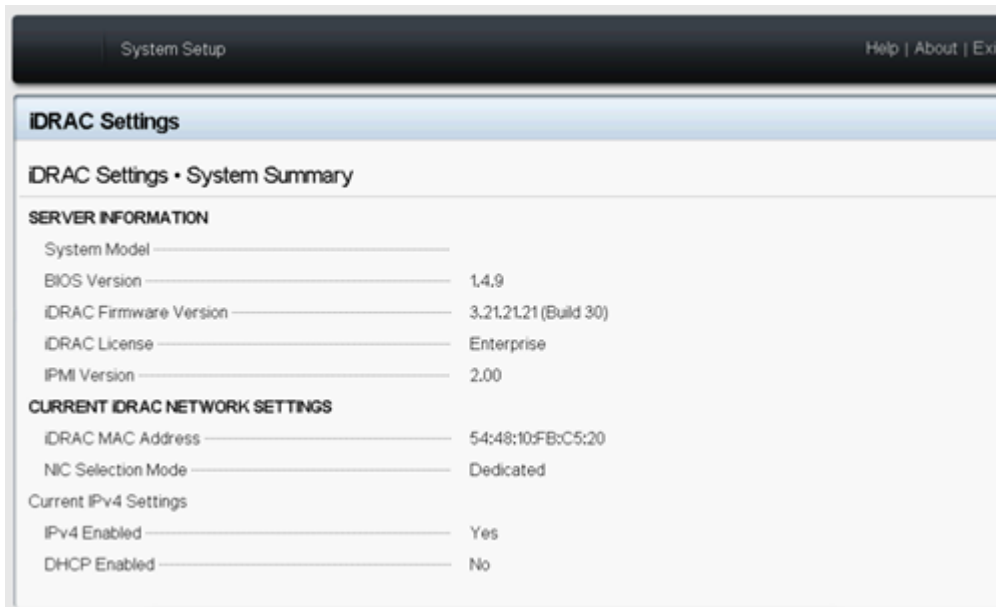 System Setup
Help | About | Exi
iDRAC Settings
iDRAC Settings • System Summary
SERVER INFORMATION
System Model
BIOS Version 1.4.9
iDRAC Firmware Version 3.21.21.21 (Build 30)
iDRAC License Enterprise
IPMI Version 2.00
CURRENT iDRAC NETWORK SETTINGS
iDRAC MAC Address 54:48:10:FB:C5:20
NIC Selection Mode Dedicated
Current IPv4 Settings
IPv4 Enabled Yes
DHCP Enabled No